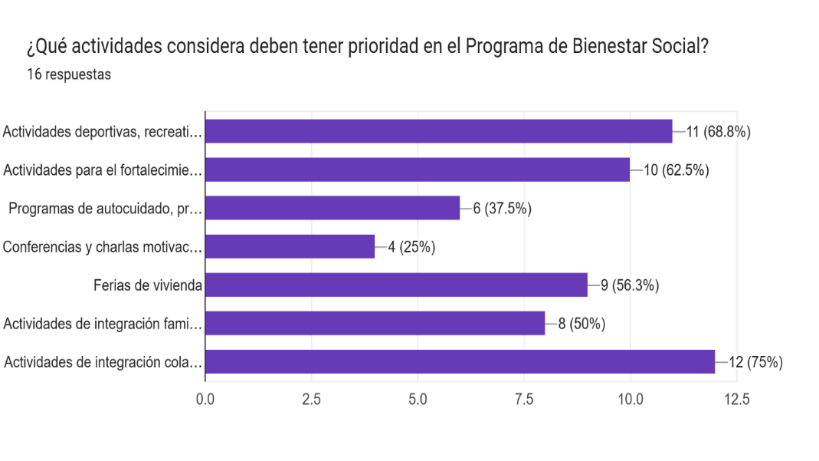 ¿Qué actividades considera deben tener prioridad en el Programa de Bienestar Social?
16 respuestas
Actividades deportivas, recreati... 11 (68.8%)
Actividades para el fortalecimie... 10 (62.5%)
Programas de autocuidado, pr... 6 (37.5%)
Conferencias y charlas motivac... 4 (25%)
Ferias de vivienda 9 (56.3%)
Actividades de integración fami... 8 (50%)
Actividades de integración cola... 12 (75%)
0.0 2.5 5.0 7.5 10.0 12.5